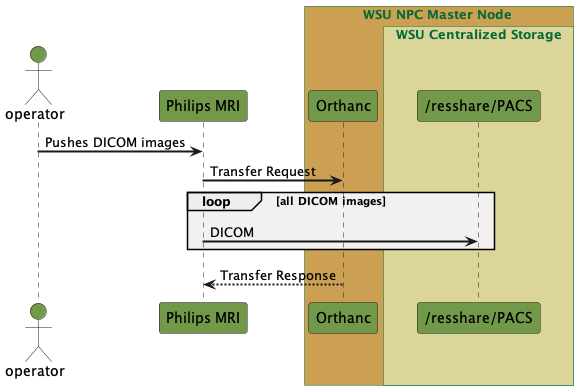 WSU NPC Master Node
WSU Centralized Storage
operator
Philips MRI
Orthanc
/resshare/PACS
Pushes DICOM images
Transfer Request
loop
[all DICOM images]
DICOM
Transfer Response
operator
Philips MRI
Orthanc
/resshare/PACS